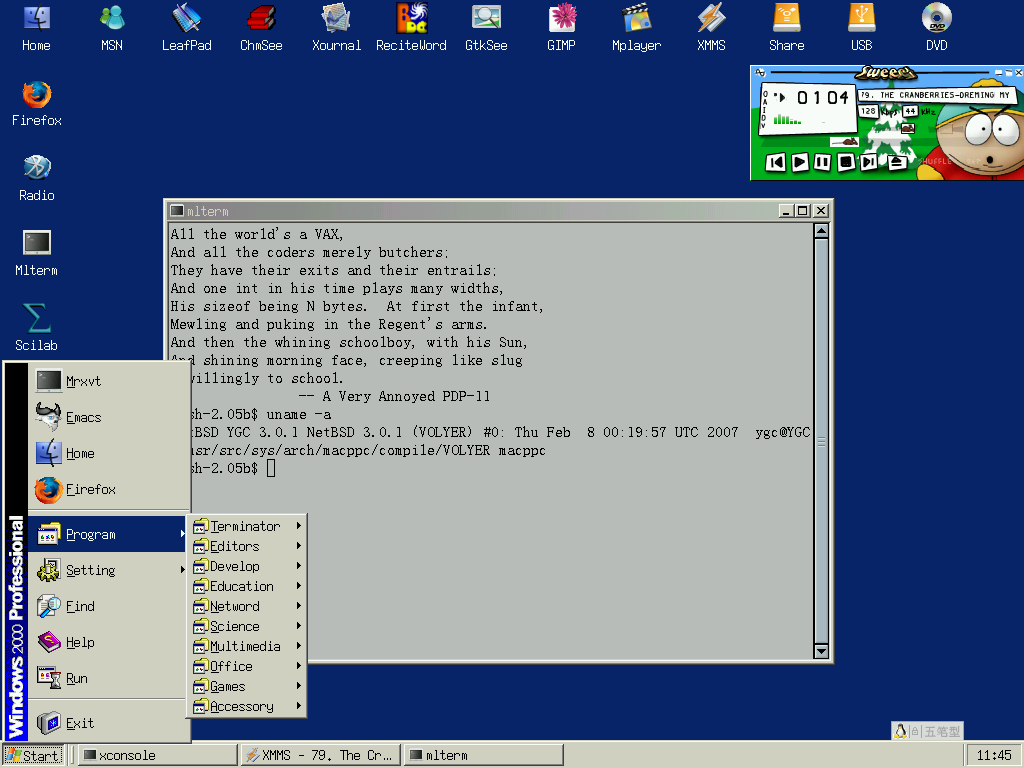 Home
MSN
LeafPad
ChmSee
Xournal
ReciteWord
GtkSee
GIMP
Mplayer
XMMS
Share
USB
DVD
Firefox
Radio
Mlterm
Scilab
Sweet
OAIDV
0104
79. THE CRANBERRIES-DREMING MY
128 Kbps 44 KHz
SHUFFLE
mlterm
All the world's a VAX,
And all the coders merely butchers;
They have their exits and their entrails;
And one int in his time plays many widths,
His sizeof being N bytes.  At first the infant,
Mewling and puking in the Regent's arms.
And then the whining schoolboy, with his Sun,
And shining morning face, creeping like slug
willingly to school.
-- A Very Annoyed PDP-11
sh-2.05b$ uname -a
tBSD YGC 3.0.1 NetBSD 3.0.1 (VOLYER) #0: Thu Feb  8 00:19:57 UTC 2007  ygc@YGC
usr/src/sys/arch/macppc/compile/VOLYER macppc
sh-2.05b$
Mrxvt
Emacs
Home
Firefox
Program
Setting
Find
Help
Run
Exit
Windows 2000 Professional
Terminator
Editors
Develop
Education
Netword
Science
Multimedia
Office
Games
Accessory
五笔型
Start
xconsole
XMMS - 79. The Cr...
mlterm
11:45